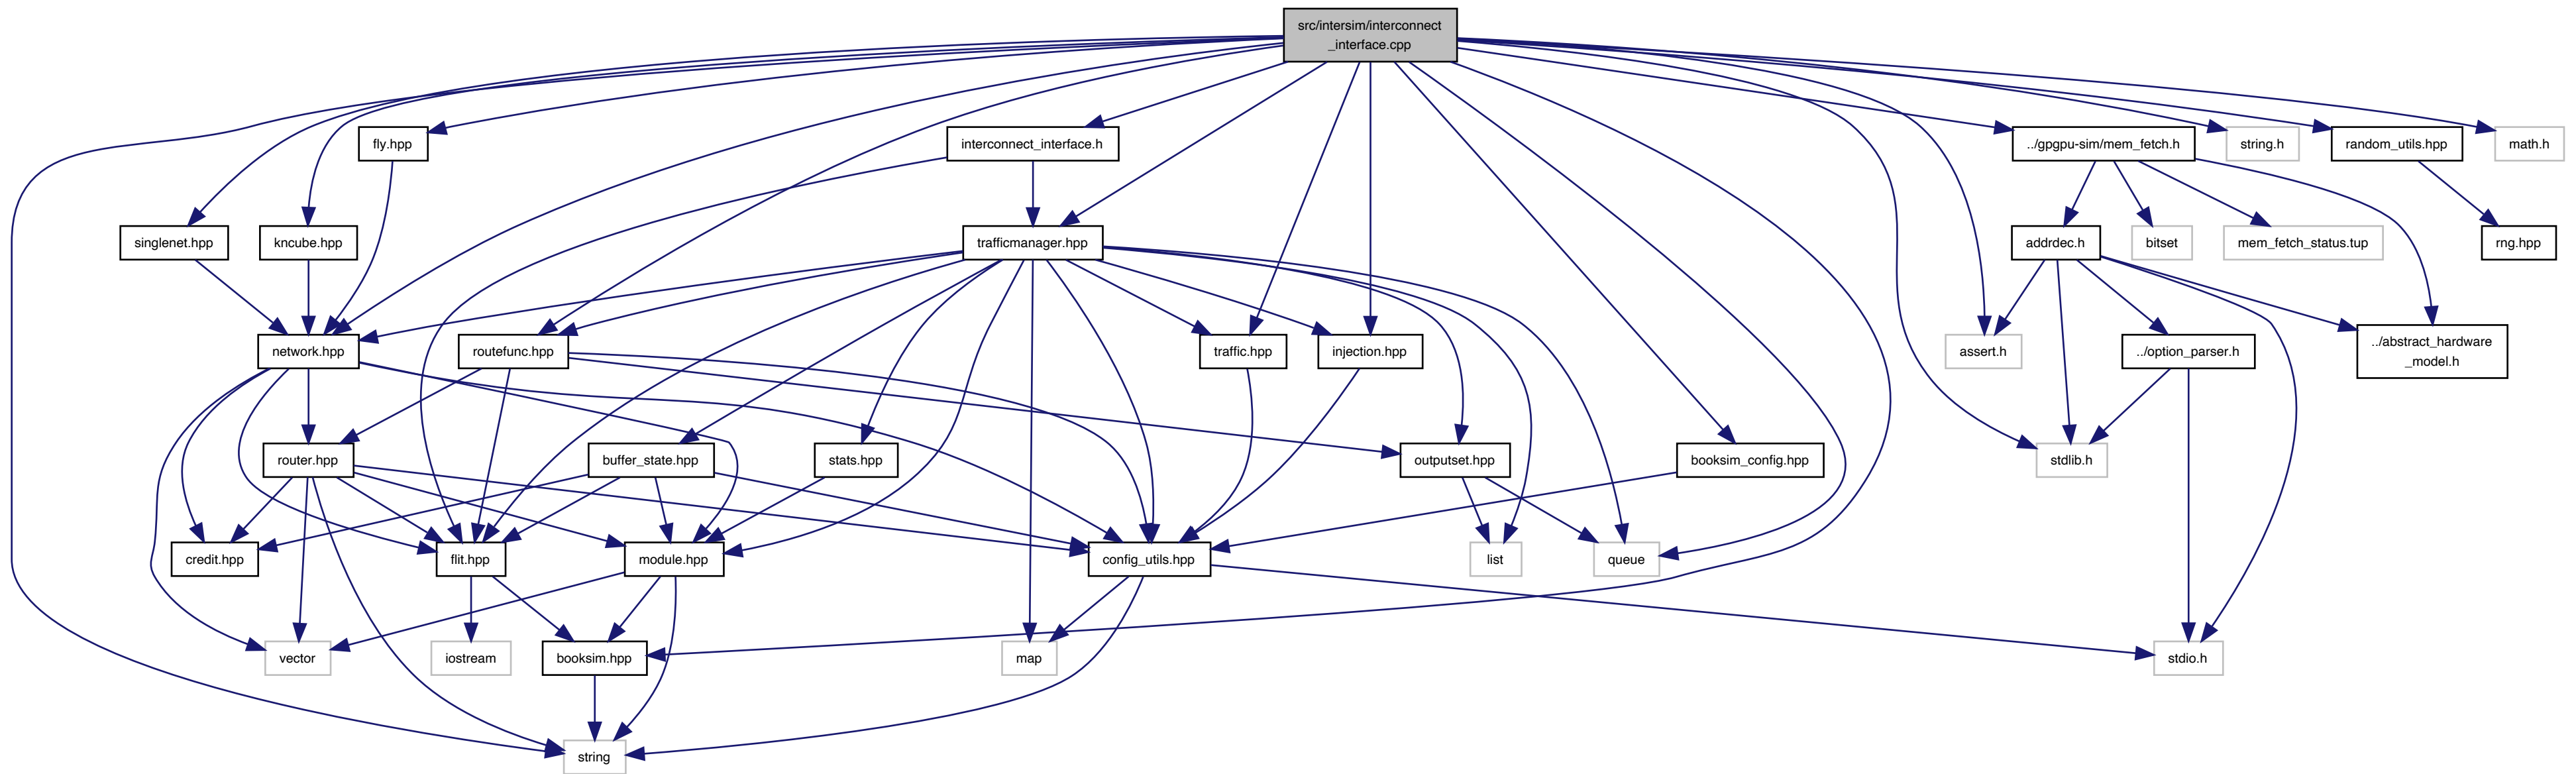 src/intersim/interconnect
_interface.cpp
fly.hpp
interconnect_interface.h
../gpgpu-sim/mem_fetch.h
string.h
random_utils.hpp
math.h
singlenet.hpp
kncube.hpp
trafficmanager.hpp
addrdec.h
bitset
mem_fetch_status.tup
rng.hpp
network.hpp
routefunc.hpp
traffic.hpp
injection.hpp
assert.h
../option_parser.h
../abstract_hardware
_model.h
router.hpp
buffer_state.hpp
stats.hpp
outputset.hpp
booksim_config.hpp
stdlib.h
credit.hpp
flit.hpp
module.hpp
config_utils.hpp
list
queue
vector
iostream
booksim.hpp
map
stdio.h
string